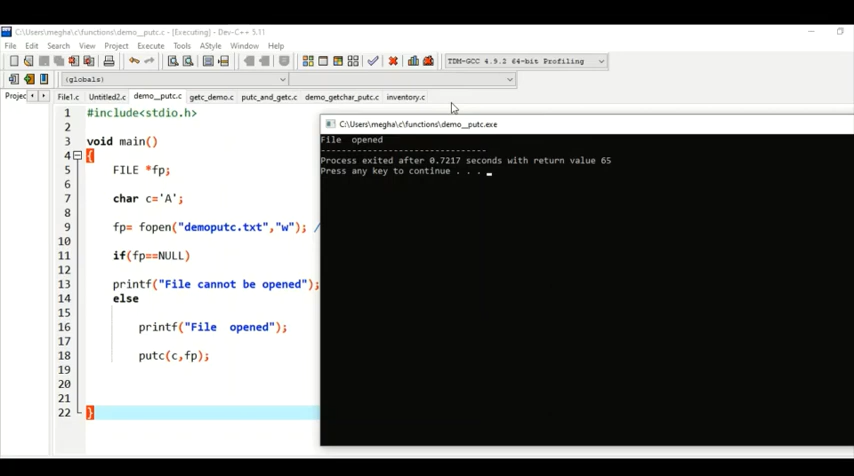 C:\Users\megha\c\functions\demo__putc.c - [Executing] - Dev-C++ 5.11
File Edit Search View Project Execute Tools AStyle Window Help
TDM-GCC 4.9.2 64-bit Profiling
(globals)
Projec File1.c Untitled2.c demo__putc.c getc_demo.c putc_and_getc.c demo_getchar_putc.c inventory.c
1 #include<stdio.h>
2
3 void main()
4 {
5 FILE *fp;
6
7 char c='A';
8
9 fp= fopen("demoputc.txt","w"); /
10
11 if(fp==NULL)
12
13 printf("File cannot be opened");
14 else
15
16 printf("File  opened");
17
18 putc(c,fp);
19
20
21
22 }
C:\Users\megha\c\functions\demo__putc.exe
File  opened
--------------------------------
Process exited after 0.7217 seconds with return value 65
Press any key to continue . . .